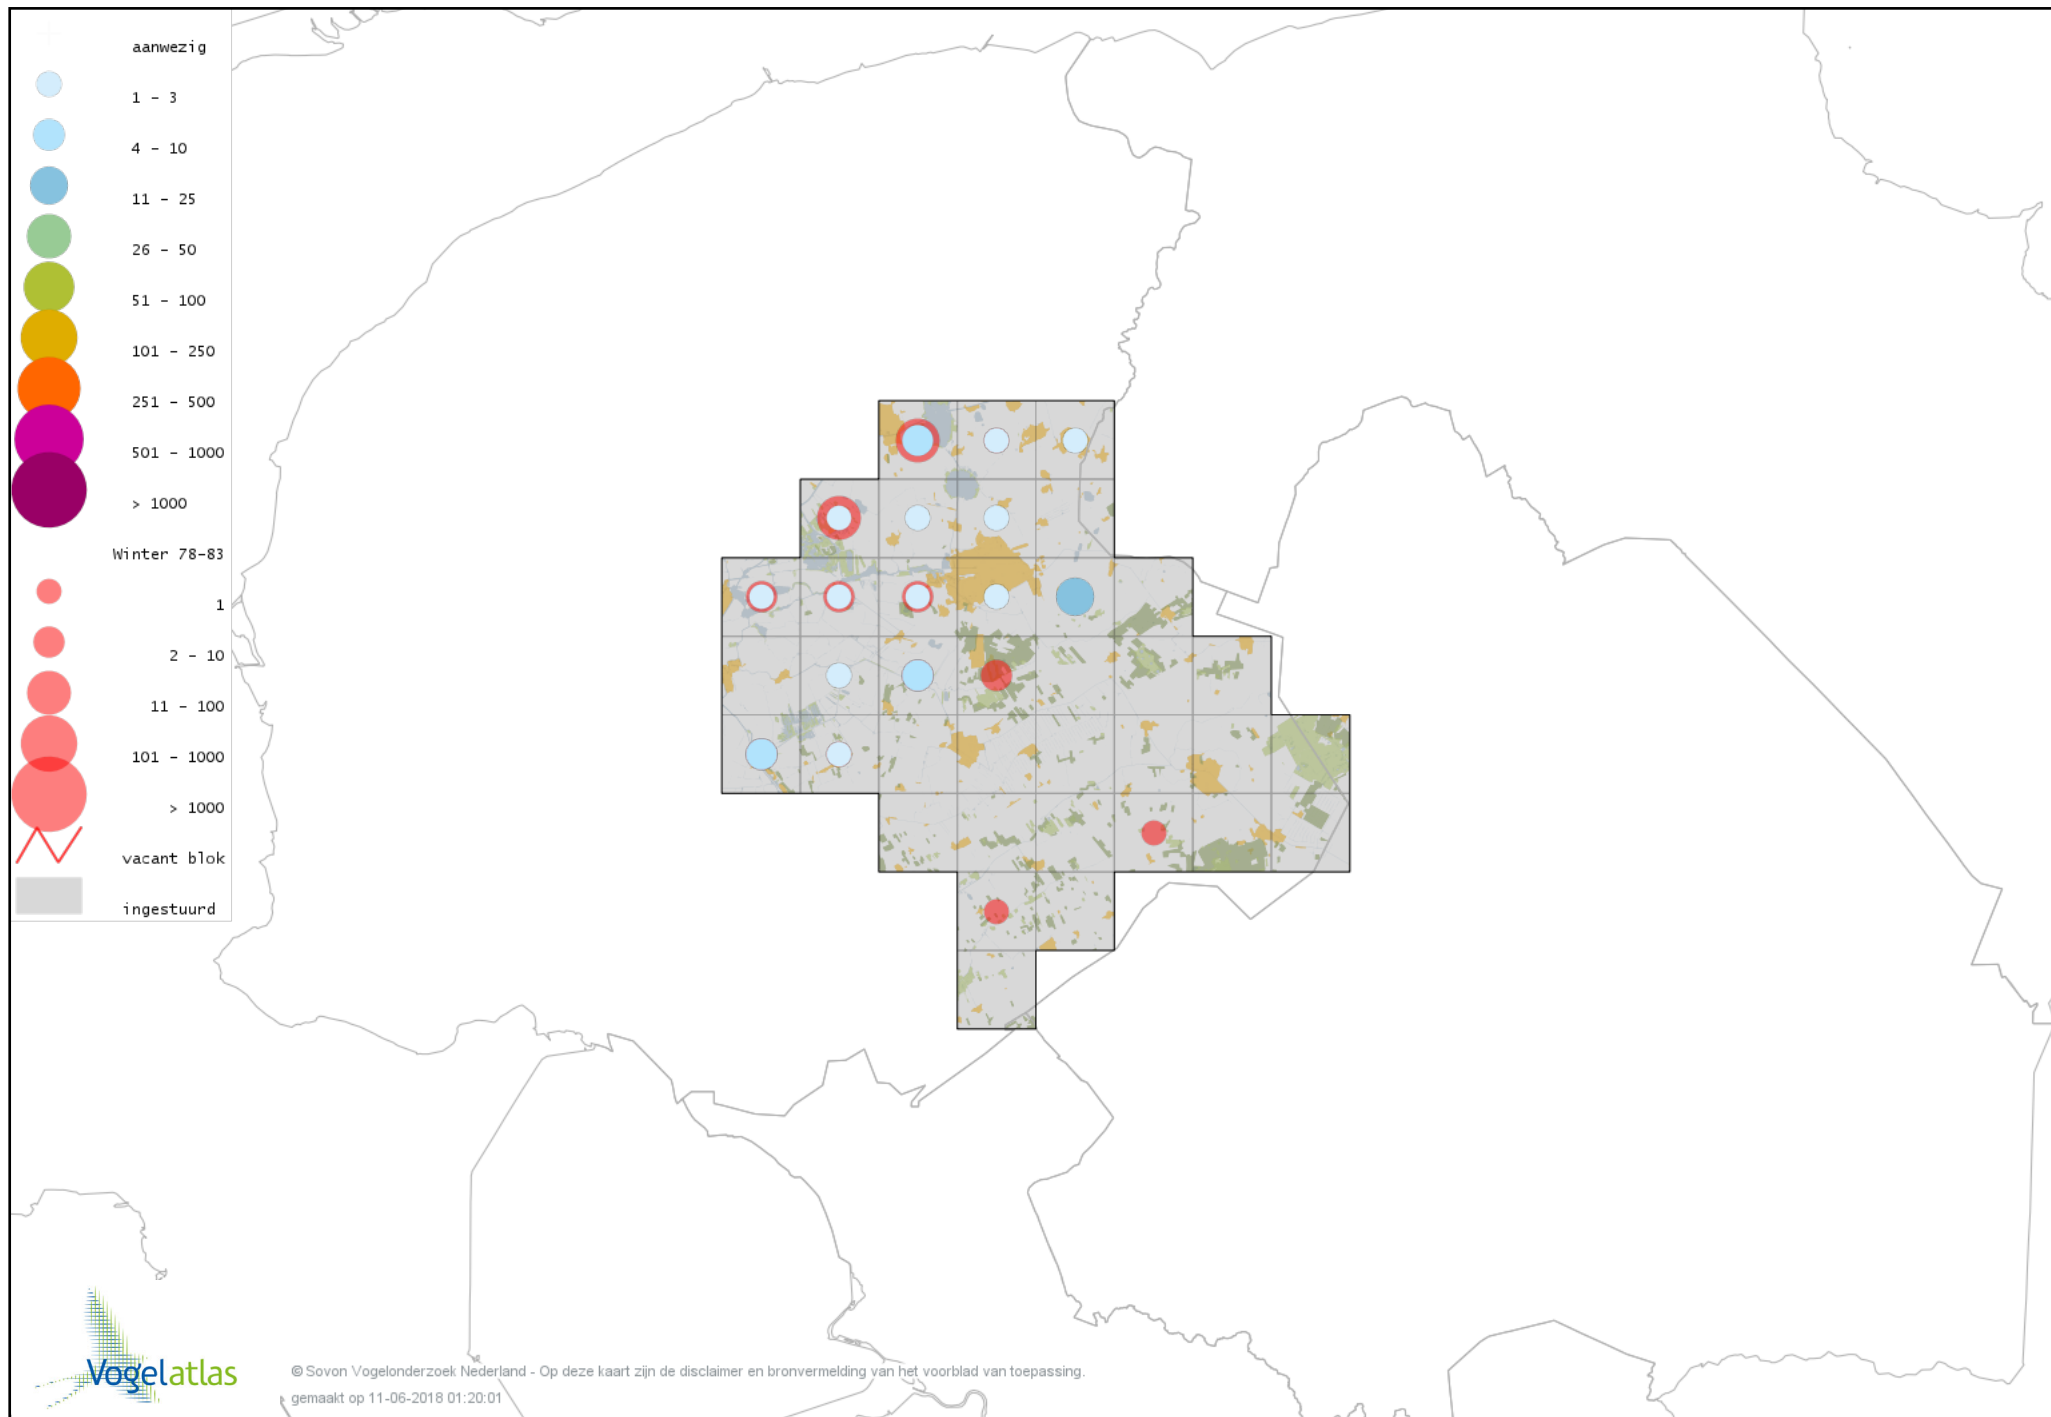 aanwezig
1 - 3
4 - 10
11 - 25
26 - 50
51 - 100
101 - 250
251 - 500
501 - 1000
> 1000
Winter 78-83
1
2 - 10
11 - 100
101 - 1000
> 1000
vacant blok
ingestuurd
Vogelatlas
© Sovon Vogelonderzoek Nederland - Op deze kaart zijn de disclaimer en bronvermelding van het voorblad van toepassing.
gemaakt op 11-06-2018 01:20:01